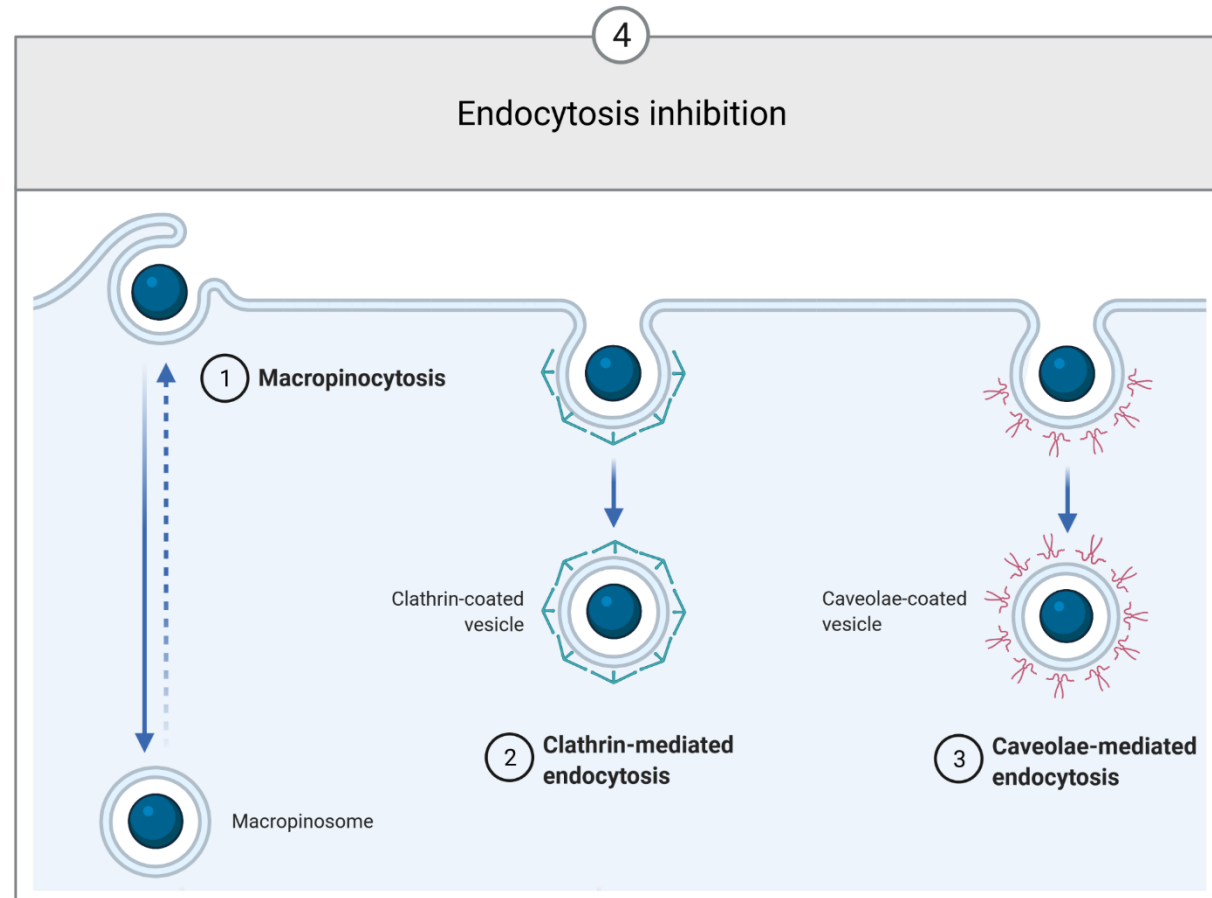 4
Endocytosis inhibition
1 Macropinocytosis
Clathrin-coated
vesicle
Caveolae-coated
vesicle
2 Clathrin-mediated
endocytosis
3 Caveolae-mediated
endocytosis
Macropinosome